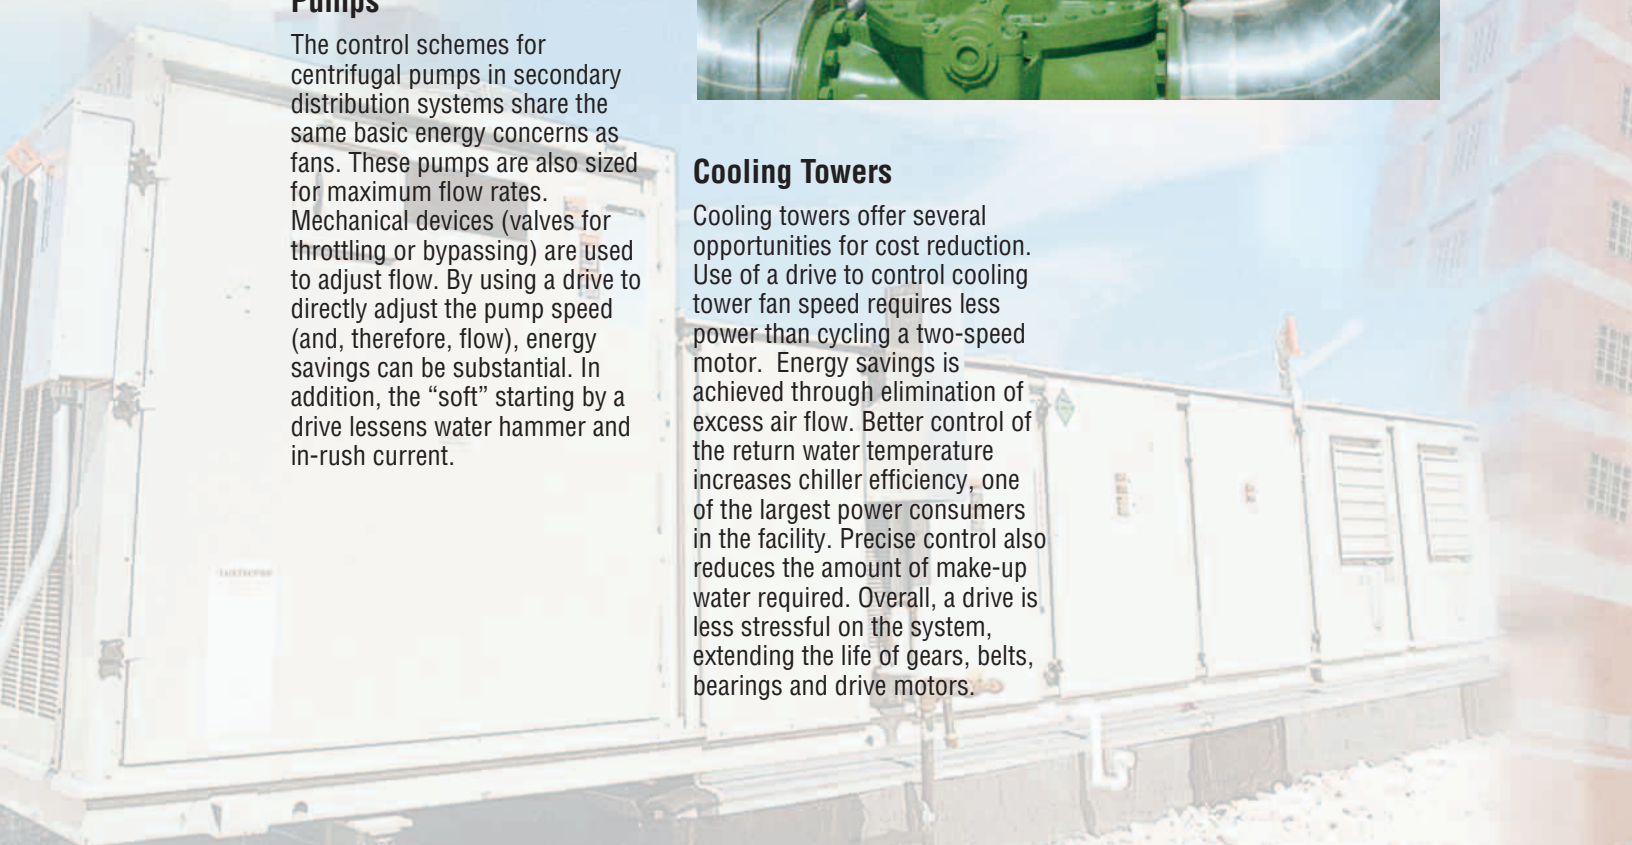 Pumps
The control schemes for
centrifugal pumps in secondary
distribution systems share the
same basic energy concerns as
fans. These pumps are also sized
for maximum flow rates.
Mechanical devices (valves for
throttling or bypassing) are used
to adjust flow. By using a drive to
directly adjust the pump speed
(and, therefore, flow), energy
savings can be substantial. In
addition, the “soft” starting by a
drive lessens water hammer and
in-rush current.
Cooling Towers
Cooling towers offer several
opportunities for cost reduction.
Use of a drive to control cooling
tower fan speed requires less
power than cycling a two-speed
motor.  Energy savings is
achieved through elimination of
excess air flow. Better control of
the return water temperature
increases chiller efficiency, one
of the largest power consumers
in the facility. Precise control also
reduces the amount of make-up
water required. Overall, a drive is
less stressful on the system,
extending the life of gears, belts,
bearings and drive motors.